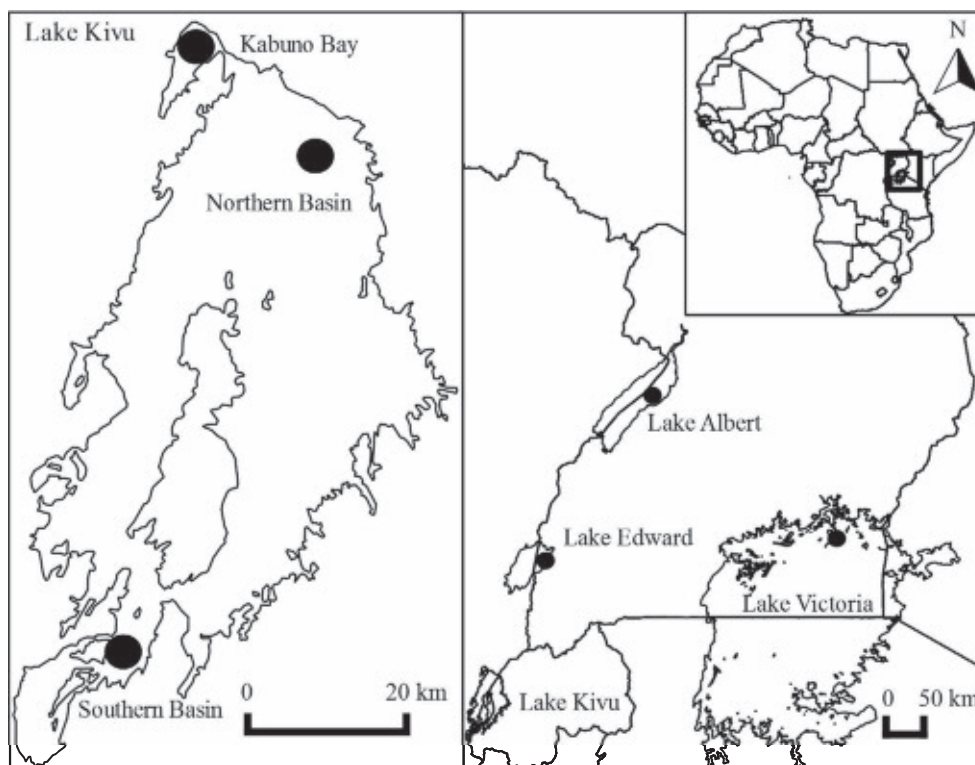 Lake Kivu
Kabuno Bay
Northern Basin
Southern Basin
0 20 km
N
Lake Albert
Lake Edward
Lake Victoria
Lake Kivu
0 50 km